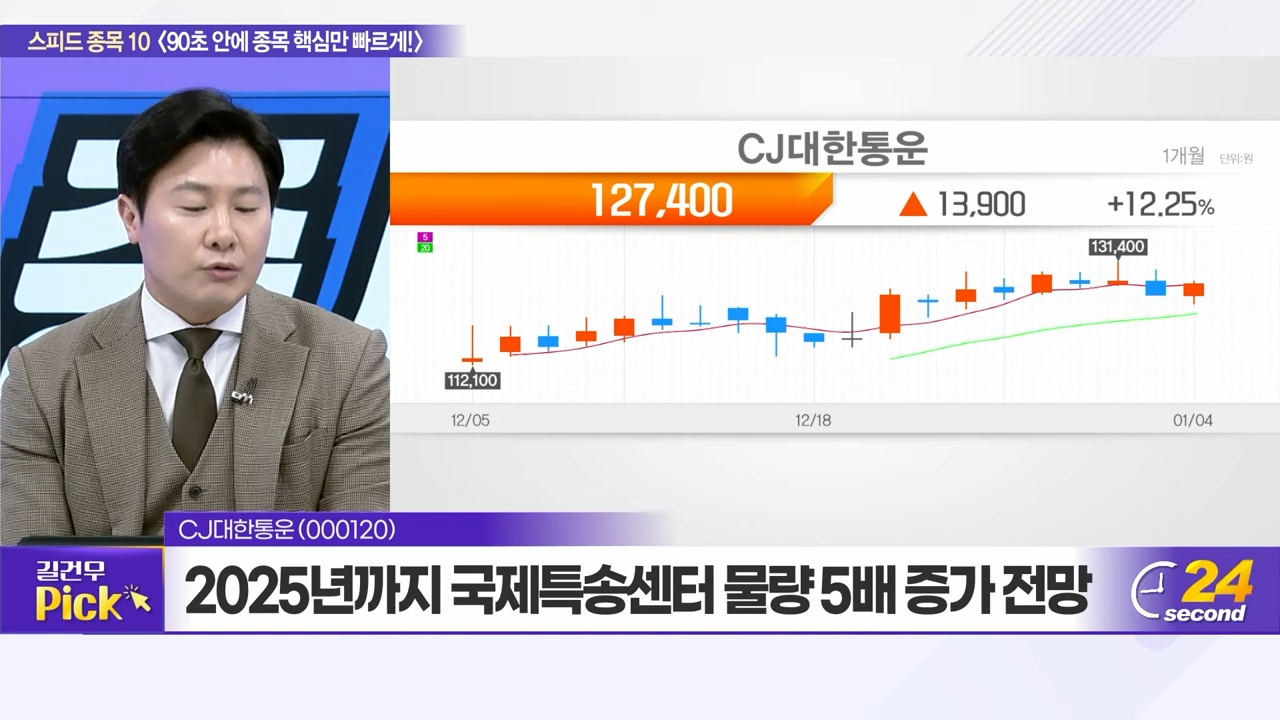 스피드 종목 10 〈90초 안에 종목 핵심만 빠르게!〉
CJ대한통운
1개월 단위:원
127,400 ▲ 13,900 +12.25%
5
20
131,400
112,100
12/05 12/18 01/04
CJ대한통운 (000120)
길건무
Pick
2025년까지 국제특송센터 물량 5배 증가 전망
24
second